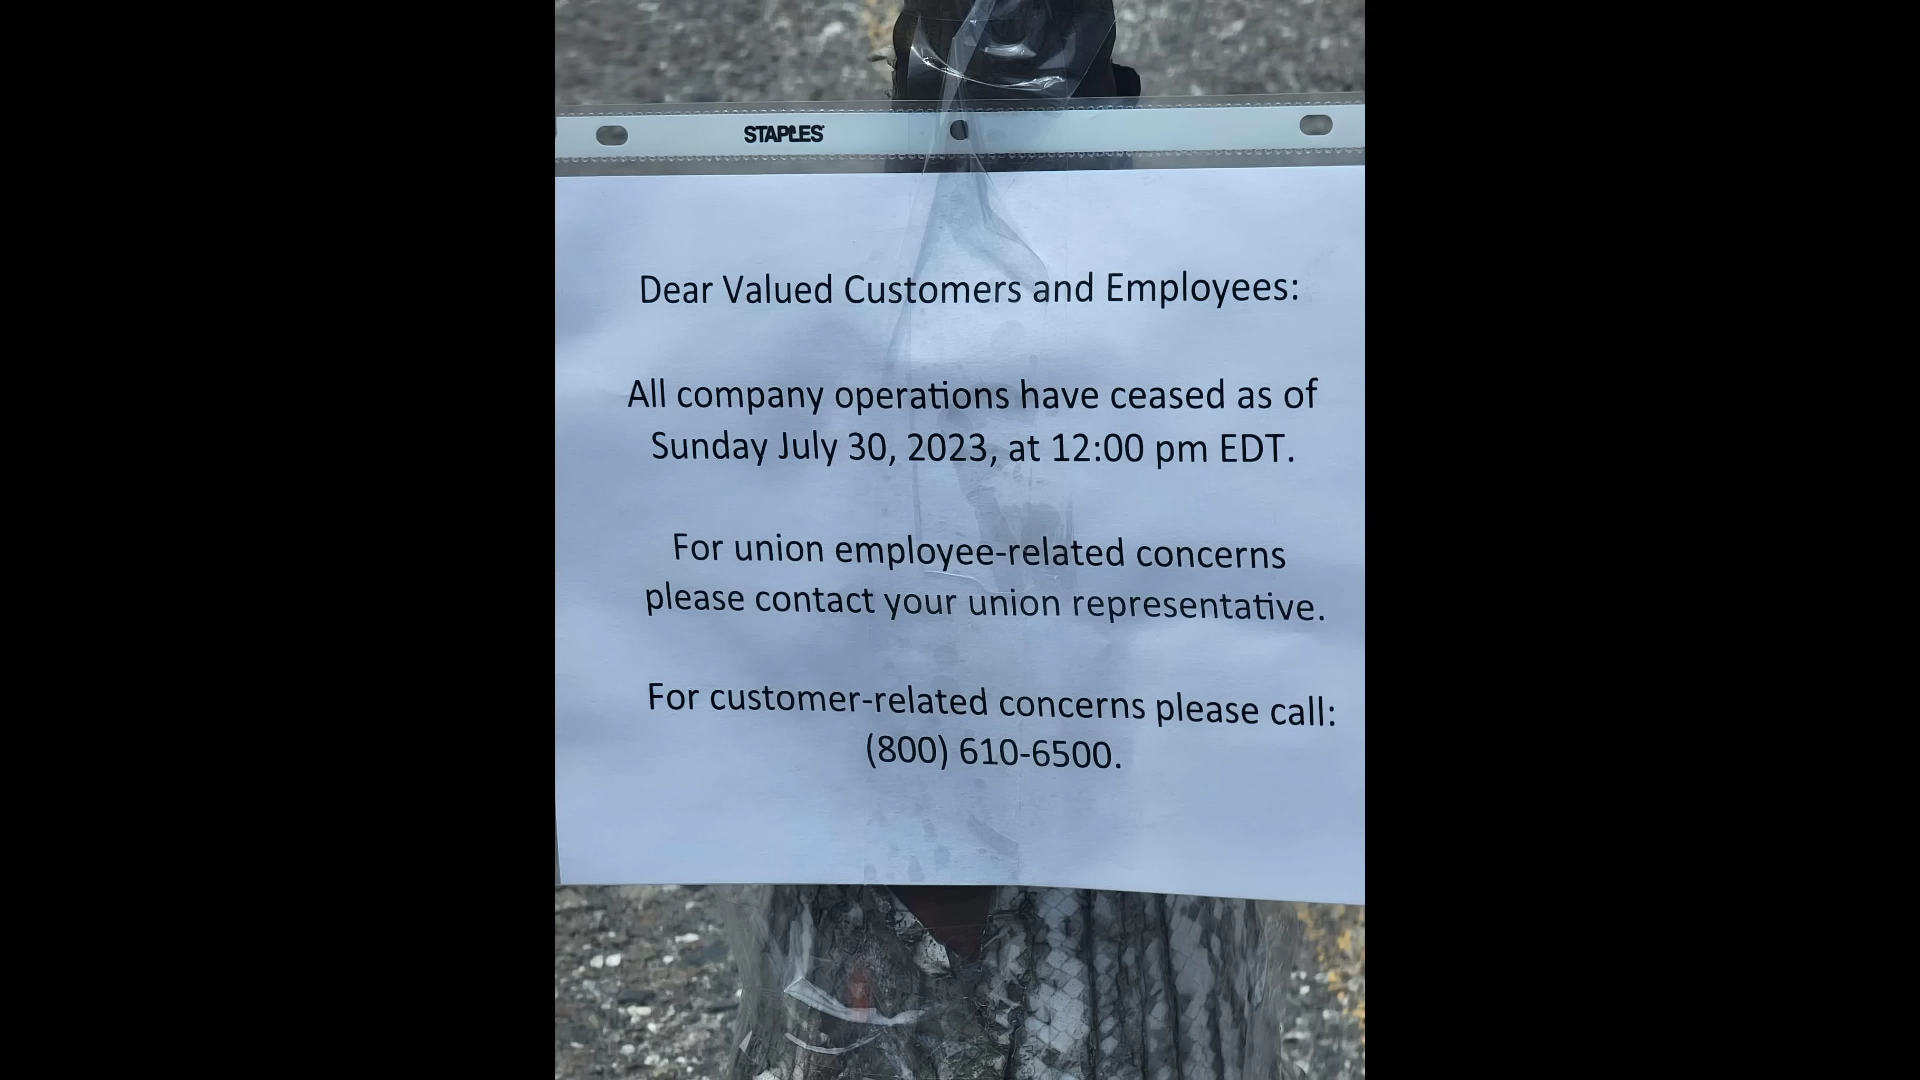 STAPLES
Dear Valued Customers and Employees:
All company operations have ceased as of
Sunday July 30, 2023, at 12:00 pm EDT.
For union employee-related concerns
please contact your union representative.
For customer-related concerns please call:
(800) 610-6500.